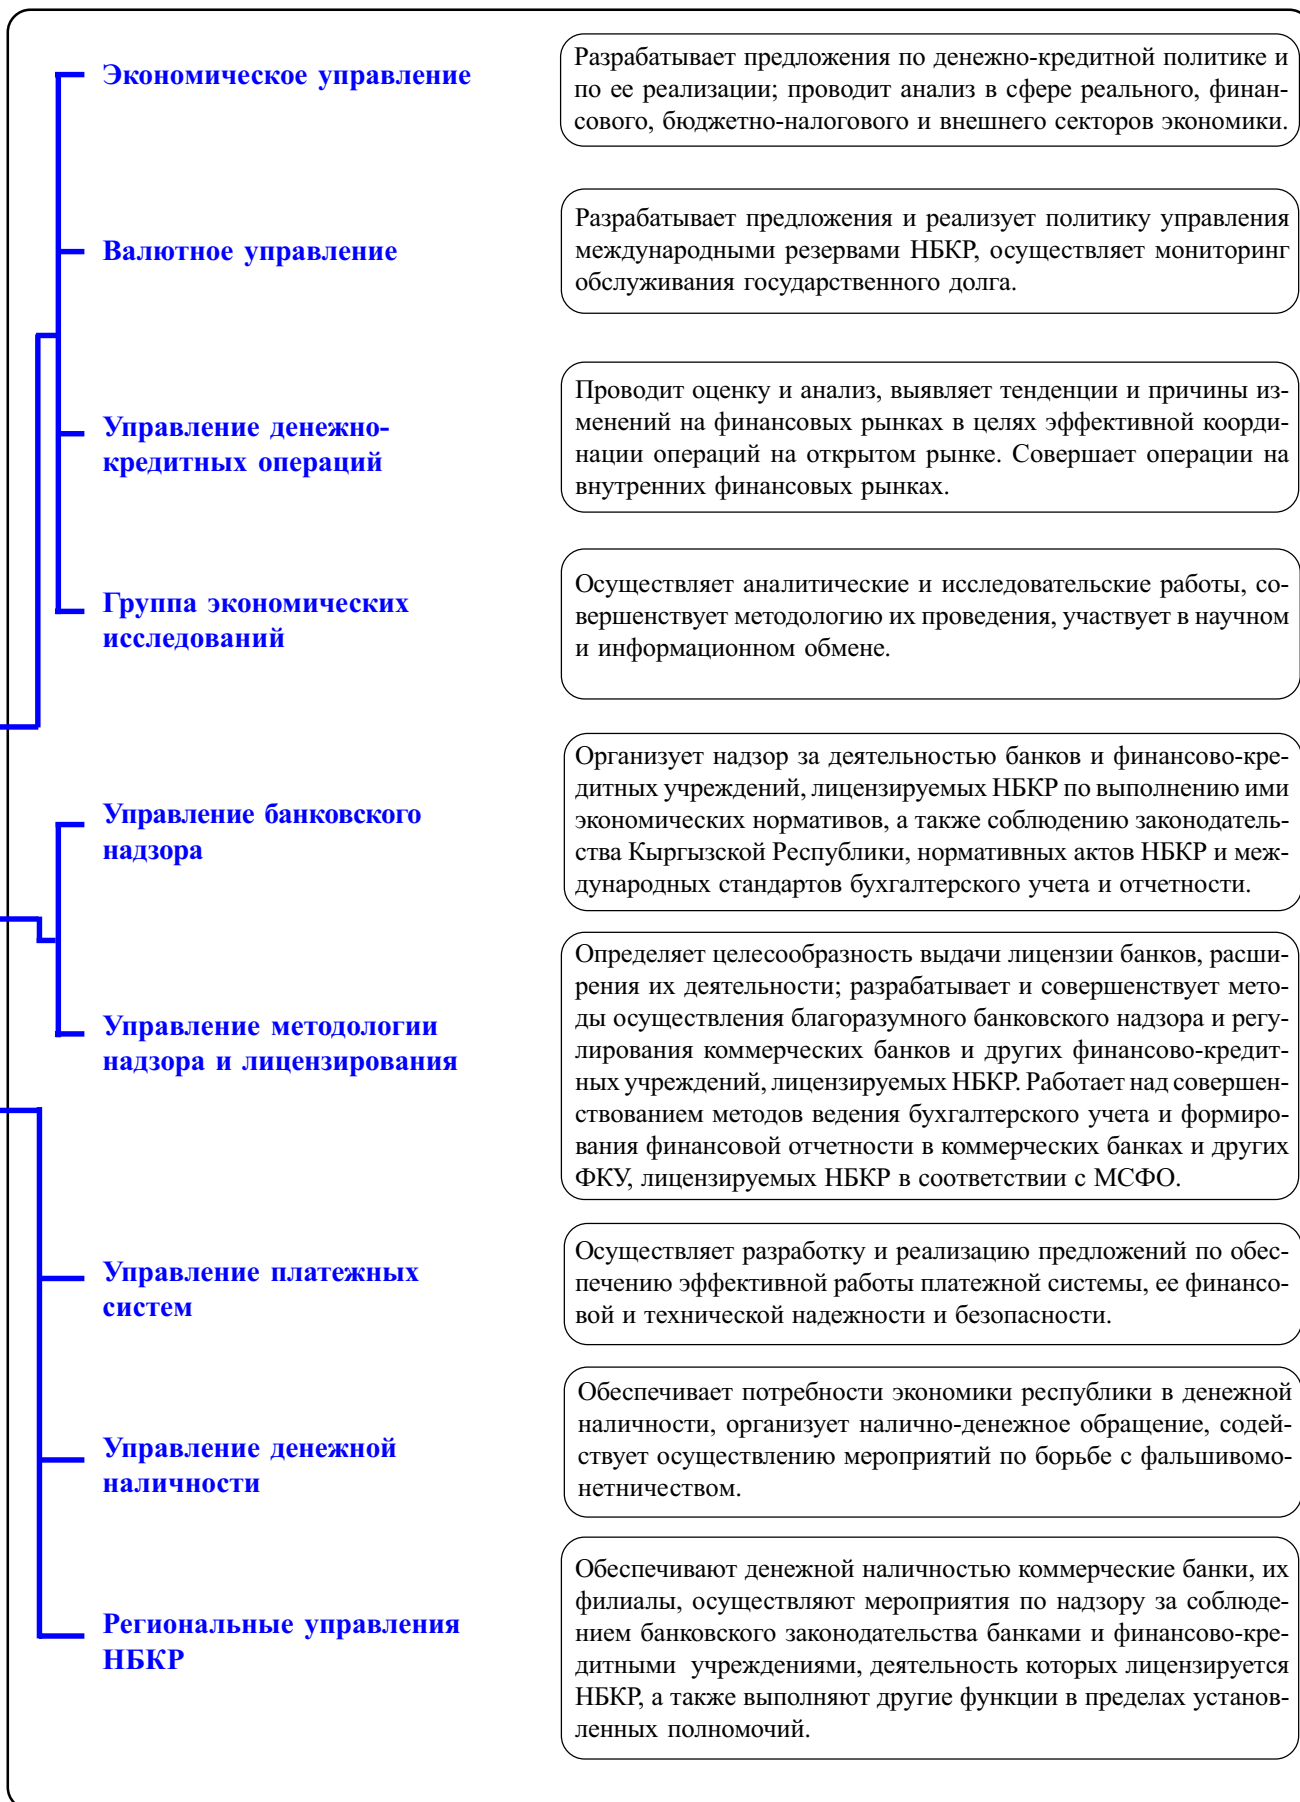 Экономическое управление
Разрабатывает предложения по денежно-кредитной политике и
по ее реализации; проводит анализ в сфере реального, финан-
сового, бюджетно-налогового и внешнего секторов экономики.
Валютное управление
Разрабатывает предложения и реализует политику управления
международными резервами НБКР, осуществляет мониторинг
обслуживания государственного долга.
Управление денежно-
кредитных операций
Проводит оценку и анализ, выявляет тенденции и причины из-
менений на финансовых рынках в целях эффективной коорди-
нации операций на открытом рынке. Совершает операции на
внутренних финансовых рынках.
Группа экономических
исследований
Осуществляет аналитические и исследовательские работы, со-
вершенствует методологию их проведения, участвует в научном
и информационном обмене.
Управление банковского
надзора
Организует надзор за деятельностью банков и финансово-кре-
дитных учреждений, лицензируемых НБКР по выполнению ими
экономических нормативов, а также соблюдению законодатель-
ства Кыргызской Республики, нормативных актов НБКР и меж-
дународных стандартов бухгалтерского учета и отчетности.
Управление методологии
надзора и лицензирования
Определяет целесообразность выдачи лицензии банков, расши-
рения их деятельности; разрабатывает и совершенствует мето-
ды осуществления благоразумного банковского надзора и регу-
лирования коммерческих банков и других финансово-кредит-
ных учреждений, лицензируемых НБКР. Работает над совершен-
ствованием методов ведения бухгалтерского учета и формиро-
вания финансовой отчетности в коммерческих банках и других
ФКУ, лицензируемых НБКР в соответствии с МСФО.
Управление платежных
систем
Осуществляет разработку и реализацию предложений по обес-
печению эффективной работы платежной системы, ее финансо-
вой и технической надежности и безопасности.
Управление денежной
наличности
Обеспечивает потребности экономики республики в денежной
наличности, организует налично-денежное обращение, содей-
ствует осуществлению мероприятий по борьбе с фальшивомо-
нетничеством.
Региональные управления
НБКР
Обеспечивают денежной наличностью коммерческие банки, их
филиалы, осуществляют мероприятия по надзору за соблюде-
нием банковского законодательства банками и финансово-кре-
дитными учреждениями, деятельность которых лицензируется
НБКР, а также выполняют другие функции в пределах установ-
ленных полномочий.